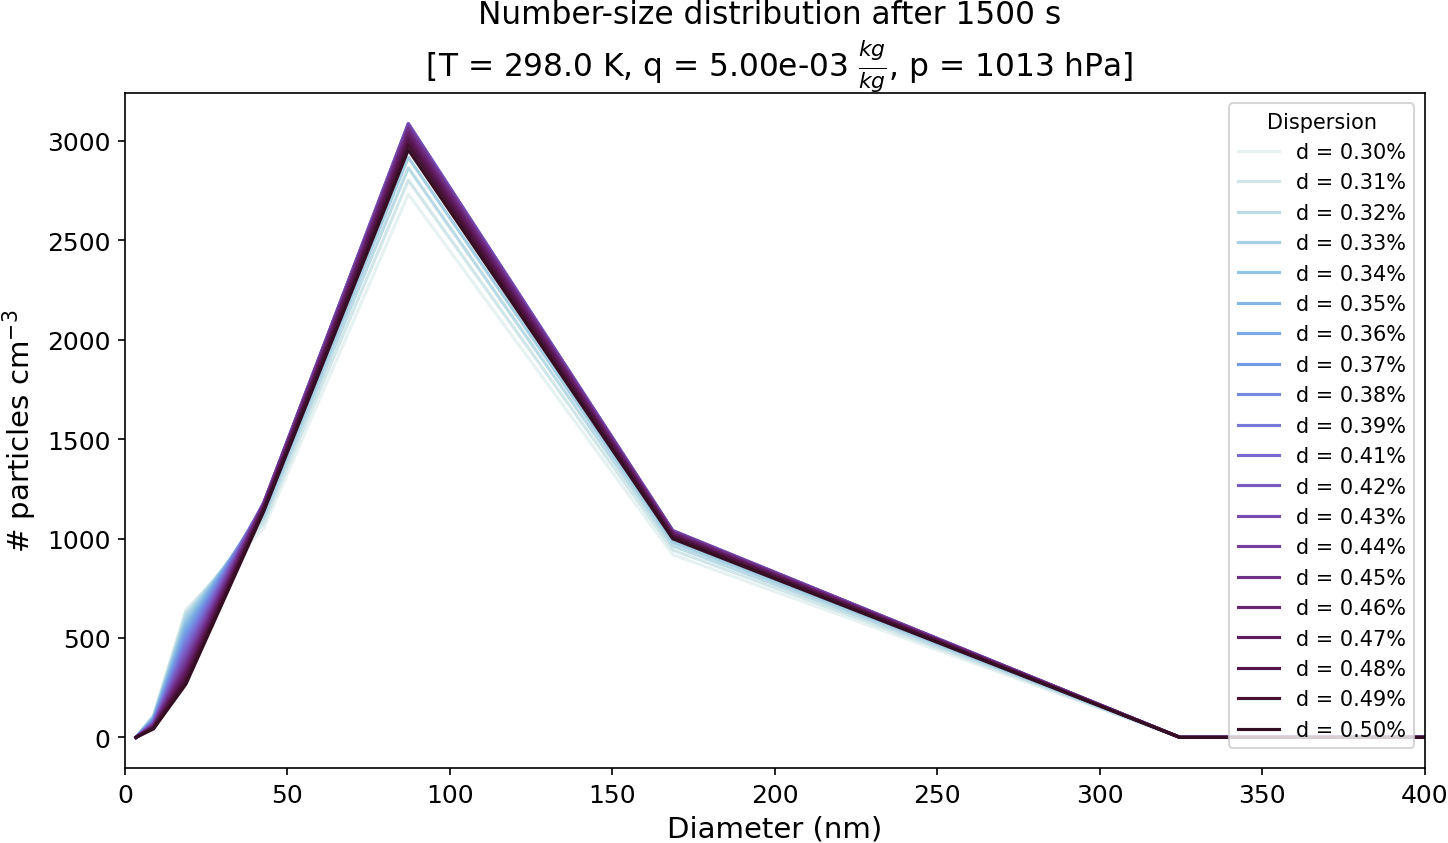 Number-size distribution after 1500 s
[T = 298.0 K, q = 5.00e-03 kg/kg, p = 1013 hPa]
# particles cm⁻³
3000
2500
2000
1500
1000
500
0
0 50 100 150 200 250 300 350 400
Diameter (nm)
Dispersion
d = 0.30%
d = 0.31%
d = 0.32%
d = 0.33%
d = 0.34%
d = 0.35%
d = 0.36%
d = 0.37%
d = 0.38%
d = 0.39%
d = 0.41%
d = 0.42%
d = 0.43%
d = 0.44%
d = 0.45%
d = 0.46%
d = 0.47%
d = 0.48%
d = 0.49%
d = 0.50%